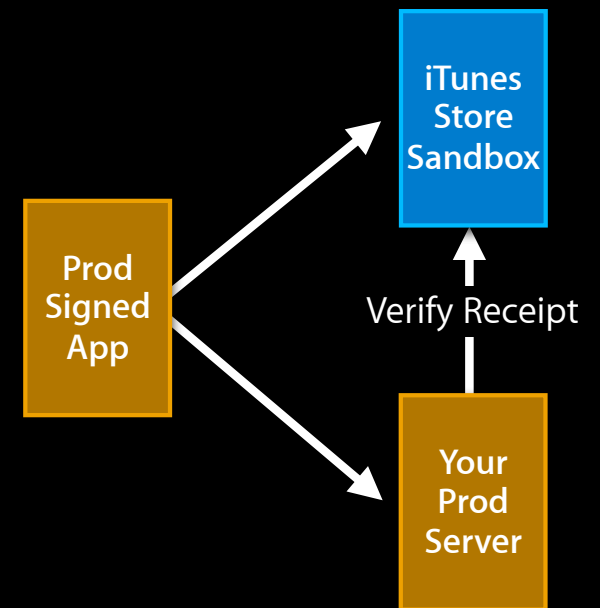 iTunes
Store
Sandbox
Prod
Signed
App
Verify Receipt
Your
Prod
Server